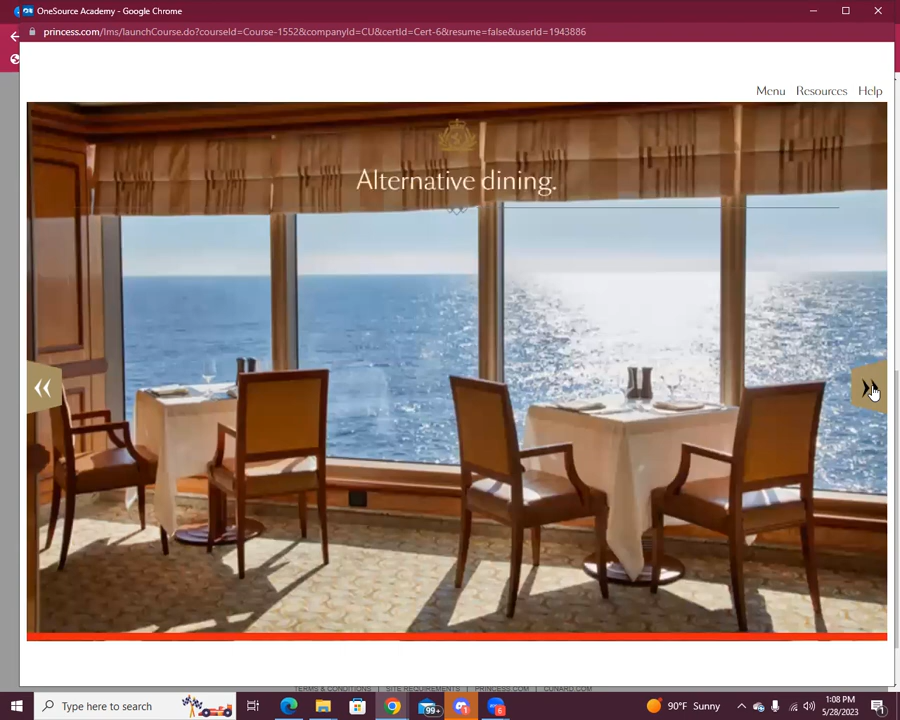 OneSource Academy - Google Chrome
princess.com/lms/launchCourse.do?courseId=Course-1552&companyId=CU&certId=Cert-6&resume=false&userId=1943886
Menu Resources Help
Alternative dining.
TERMS & CONDITIONS | SITE REQUIREMENTS | PRINCESS.COM | CUNARD.COM
Type here to search
99+
6
90°F Sunny
1:08 PM
5/28/2023
1